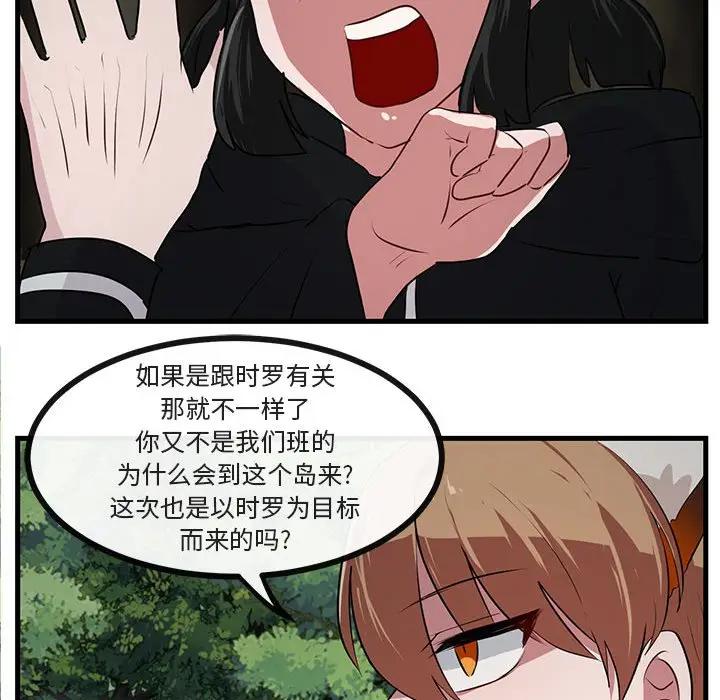 如果是跟时罗有关
那就不一样了
你又不是我们班的
为什么会到这个岛来?
这次也是以时罗为目标
而来的吗?